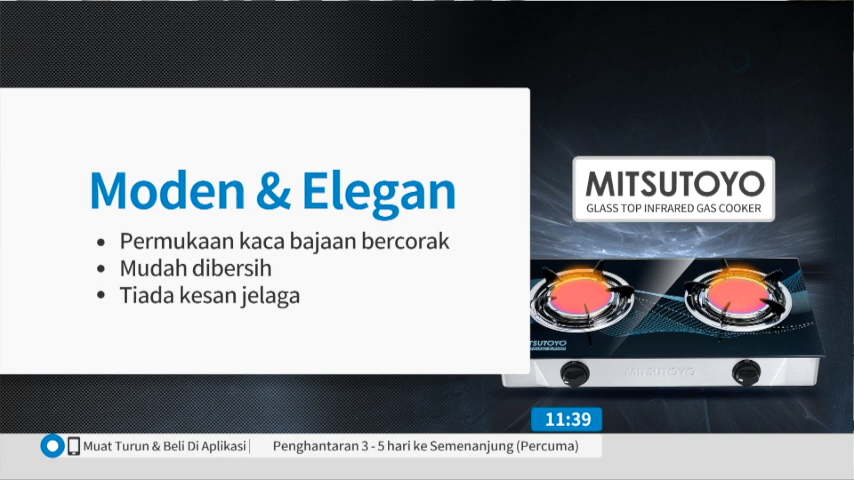 Moden & Elegan
• Permukaan kaca bajaan bercorak
• Mudah dibersih
• Tiada kesan jelaga
MITSUTOYO
GLASS TOP INFRARED GAS COOKER
TSUTOYO
MITSUTOYO
11:39
Muat Turun & Beli Di Aplikasi | Penghantaran 3 - 5 hari ke Semenanjung (Percuma)